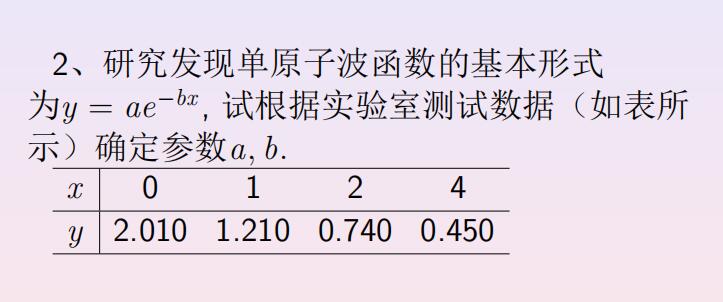 2、研究发现单原子波函数的基本形式
为y = ae^{-bx}, 试根据实验室测试数据（如表所
示）确定参数a, b.
x 0 1 2 4
y 2.010 1.210 0.740 0.450